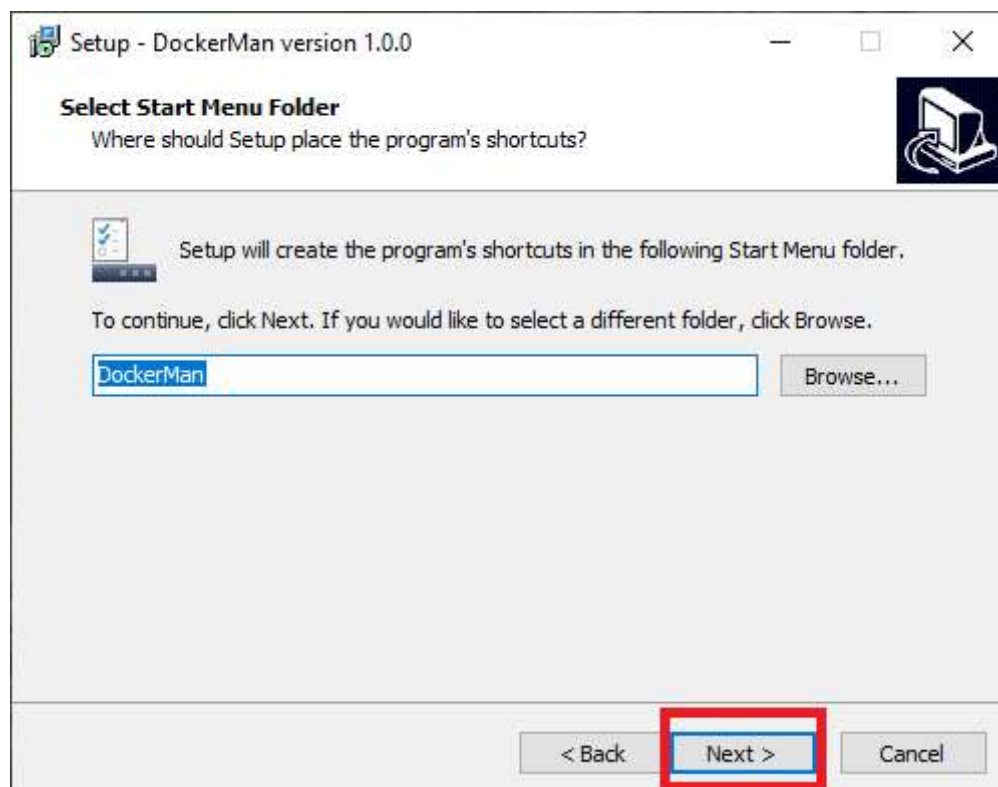 Setup - DockerMan version 1.0.0
Select Start Menu Folder
Where should Setup place the program's shortcuts?
Setup will create the program's shortcuts in the following Start Menu folder.
To continue, click Next. If you would like to select a different folder, click Browse.
DockerMan
Browse...
< Back
Next >
Cancel